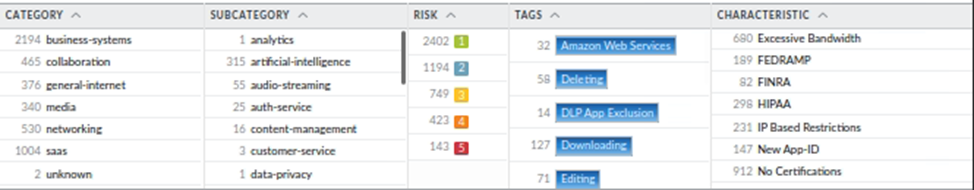 CATEGORY
2194 business-systems
465 collaboration
376 general-internet
340 media
530 networking
1004 saas
2 unknown
SUBCATEGORY
1 analytics
315 artificial-intelligence
55 audio-streaming
25 auth-service
16 content-management
3 customer-service
1 data-privacy
RISK
2402 1
1194 2
749 3
423 4
143 5
TAGS
32 Amazon Web Services
58 Deleting
14 DLP App Exclusion
127 Downloading
71 Editing
CHARACTERISTIC
680 Excessive Bandwidth
189 FEDRAMP
82 FINRA
298 HIPAA
231 IP Based Restrictions
147 New App-ID
912 No Certifications